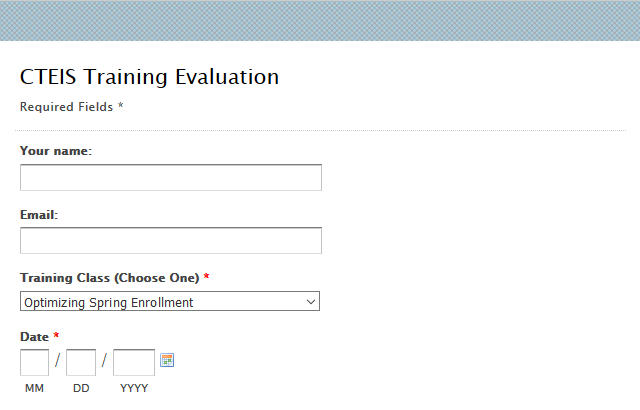 CTEIS Training Evaluation
Required Fields *
Your name:
Email:
Training Class (Choose One) *
Optimizing Spring Enrollment
Date *
/ /
MM DD YYYY